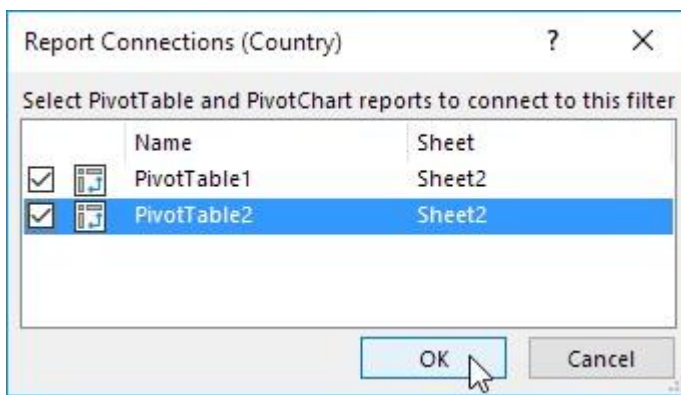 Report Connections (Country) ?
Select PivotTable and PivotChart reports to connect to this filter
Name Sheet
PivotTable1 Sheet2
PivotTable2 Sheet2
OK Cancel